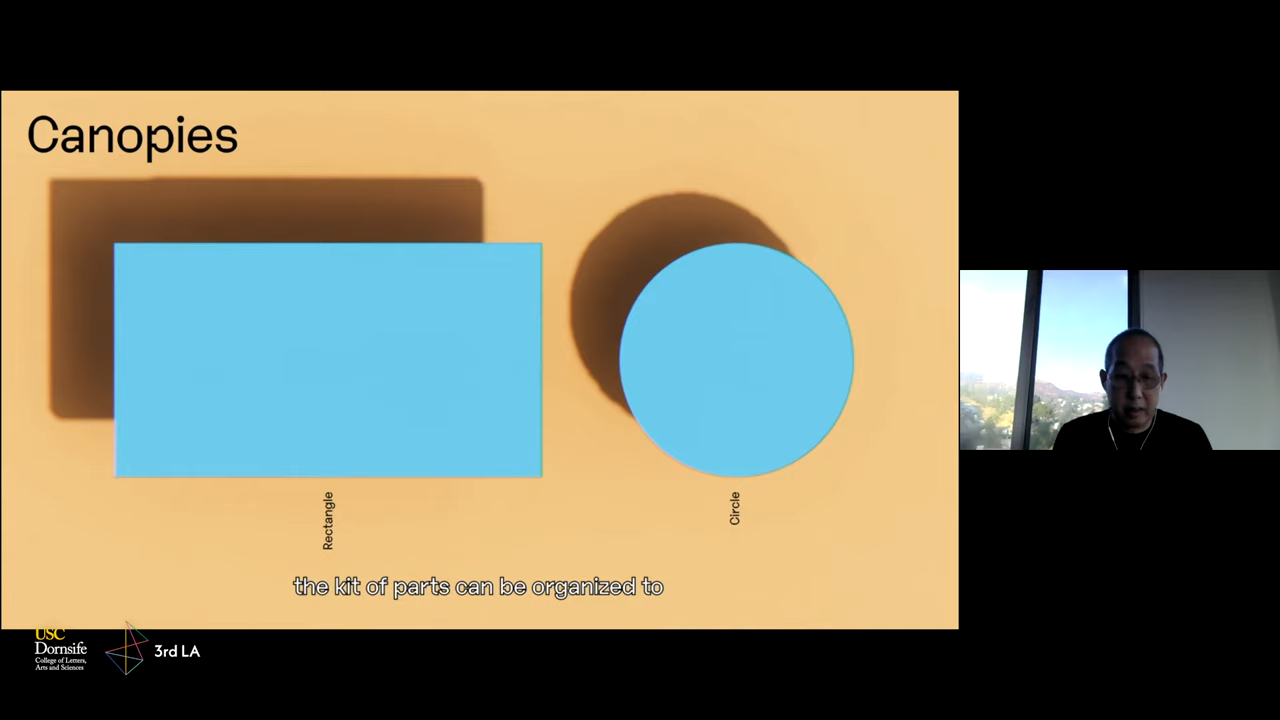 Canopies
Rectangle
Circle
the kit of parts can be organized to
USC
Dornsife
College of Letters,
Arts and Sciences
3rd LA